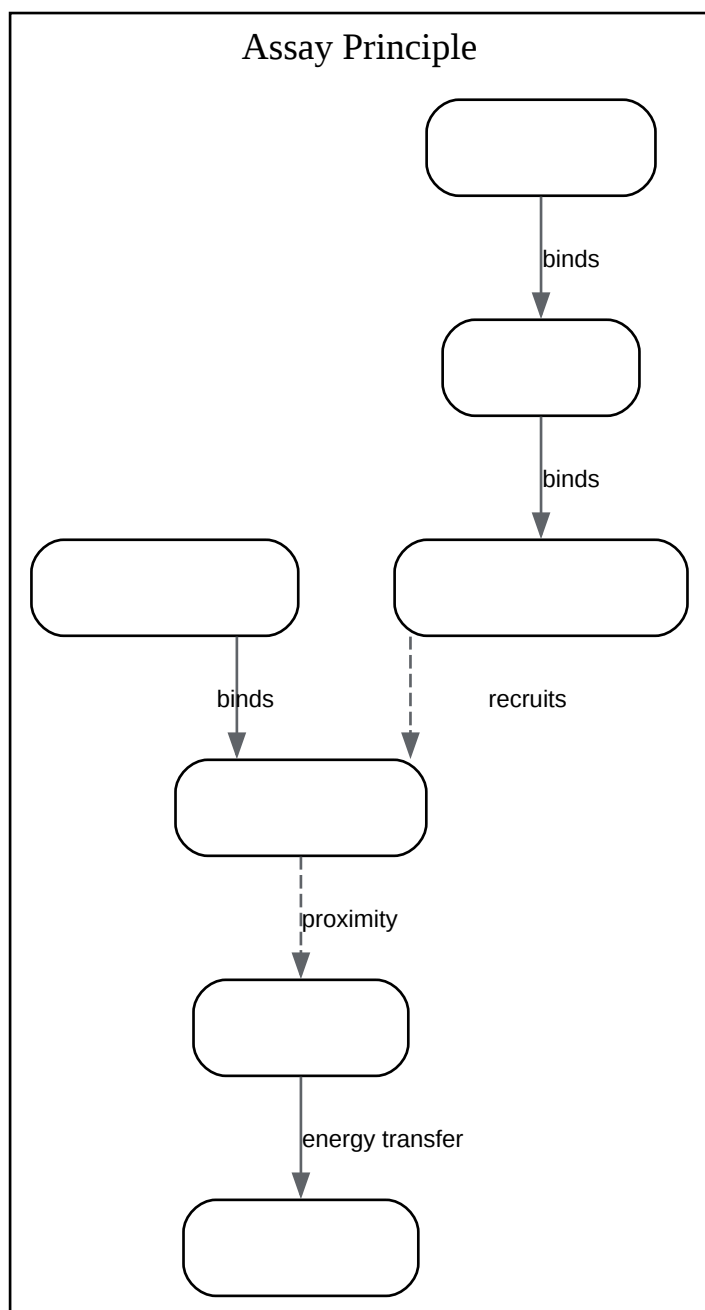 Assay Principle
binds
binds
binds
recruits
proximity
energy transfer